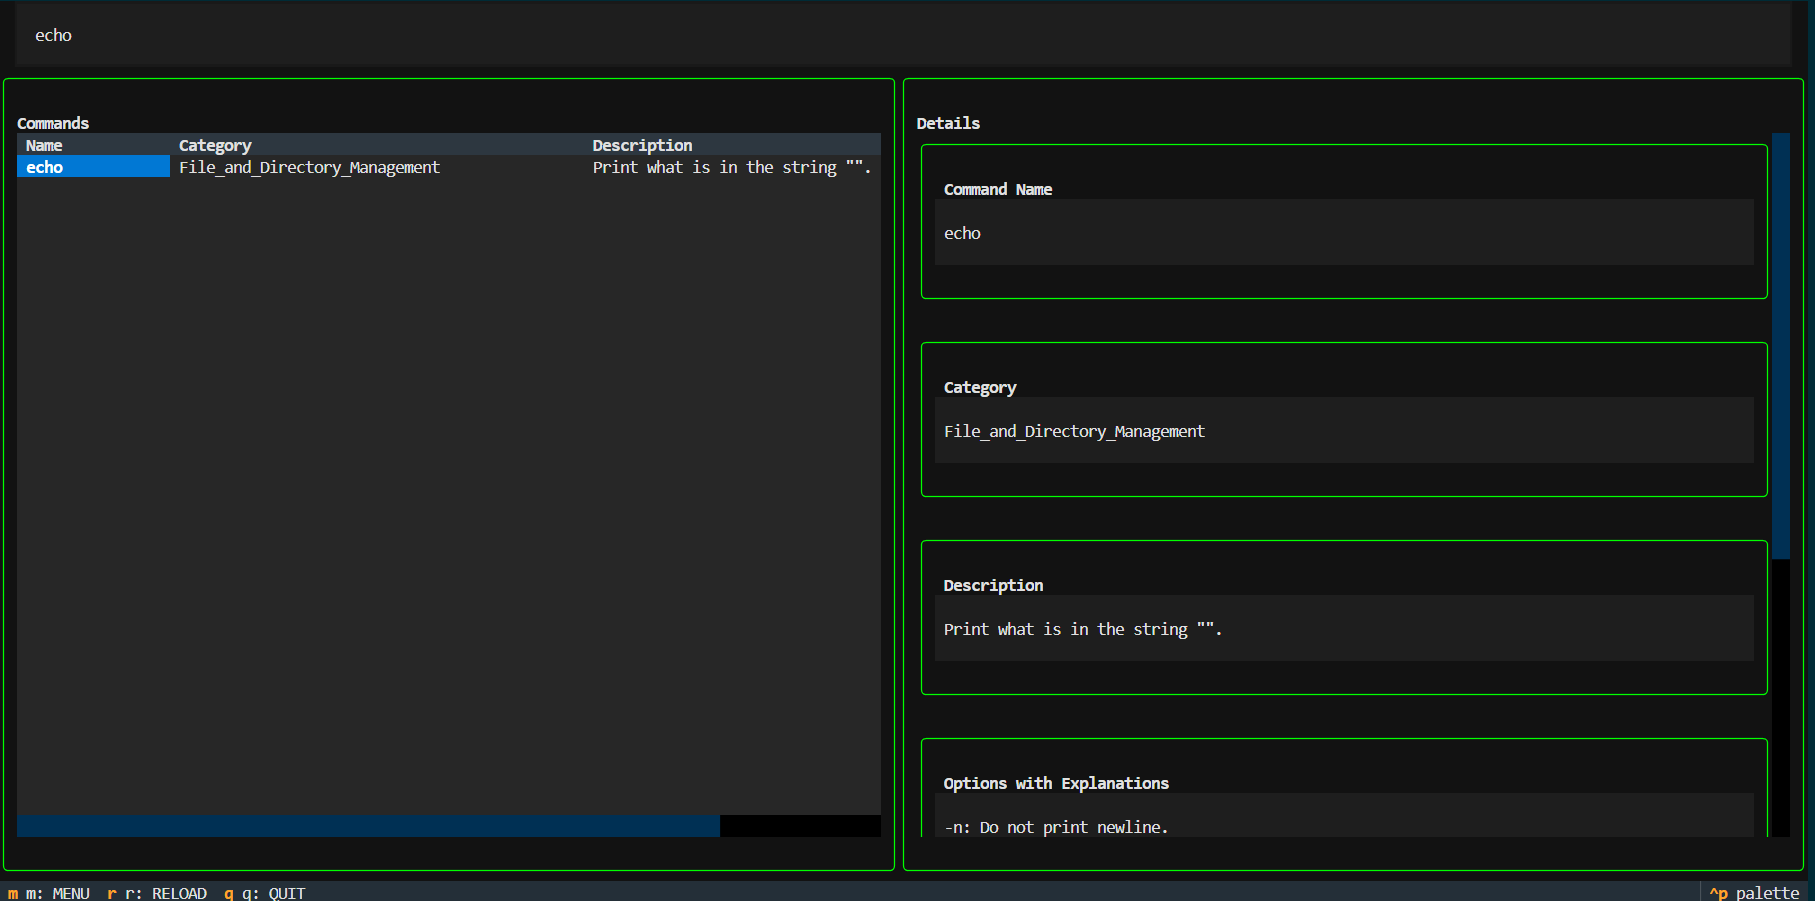 echo
Commands
Name Category Description
echo File_and_Directory_Management Print what is in the string "".
Details
Command Name
echo
Category
File_and_Directory_Management
Description
Print what is in the string "".
Options with Explanations
-n: Do not print newline.
m m: MENU r r: RELOAD q q: QUIT ^p palette